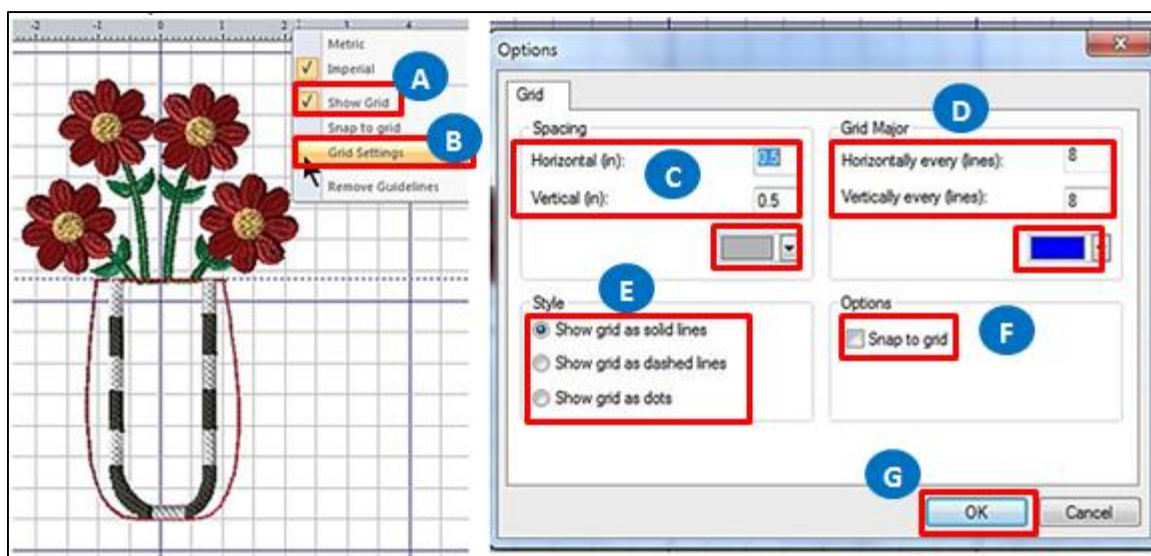 -2 -1 0 1 2 4
Metric
Imperial
A
Show Grid
Snap to grid
B
Grid Settings
Remove Guidelines
Options
Grid
Spacing
Horizontal (in): 0.5
C
Vertical (in): 0.5
D
Grid Major
Horizontally every (lines): 8
Vertically every (lines): 8
E
Style
Show grid as solid lines
Show grid as dashed lines
Show grid as dots
Options
Snap to grid
F
G
OK
Cancel